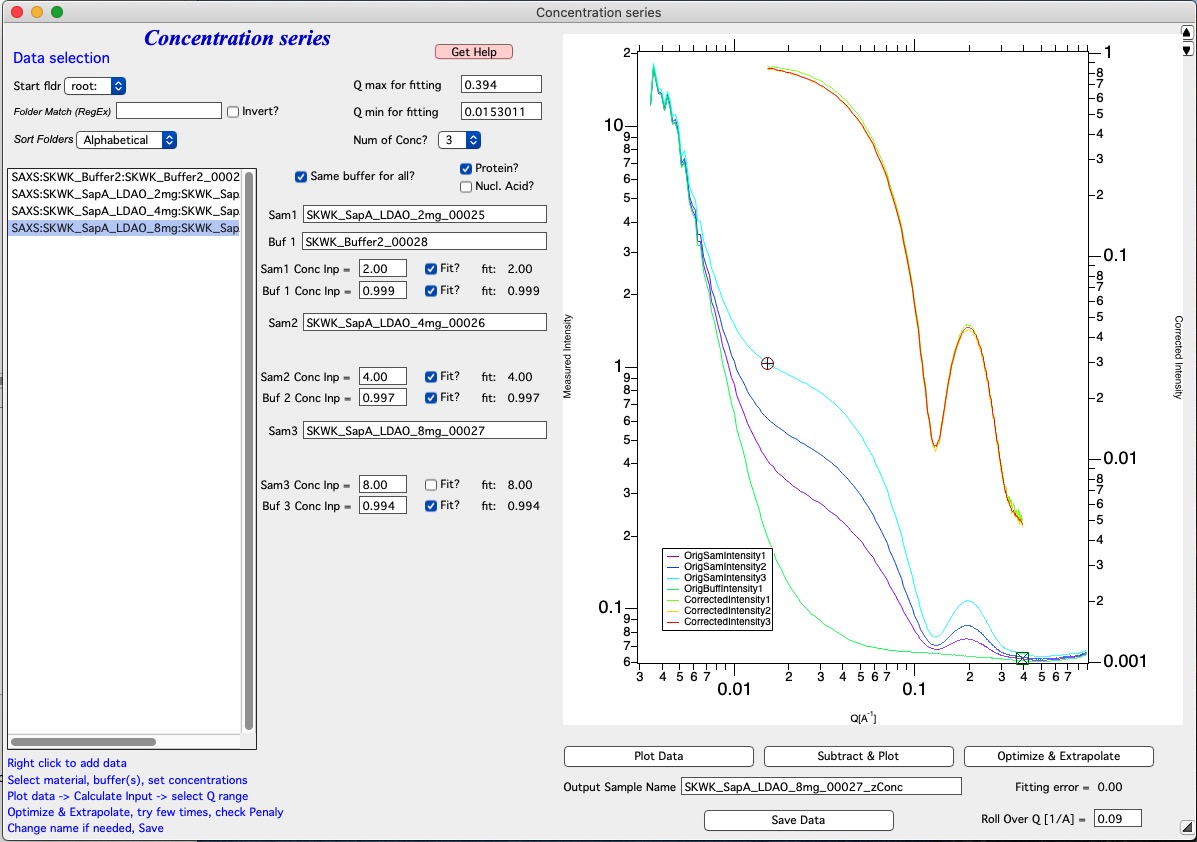 Concentration series
Concentration series
Data selection
Get Help
Start fldr root:
Q max for fitting 0.394
Folder Match (RegEx) Invert?
Q min for fitting 0.0153011
Sort Folders Alphabetical
Num of Conc? 3
SAXS:SKWK_Buffer2:SKWK_Buffer2_0002
SAXS:SKWK_SapA_LDAO_2mg:SKWK_Sap
SAXS:SKWK_SapA_LDAO_4mg:SKWK_Sap
SAXS:SKWK_SapA_LDAO_8mg:SKWK_Sap
Same buffer for all?
Protein?
Nucl. Acid?
Sam1 SKWK_SapA_LDAO_2mg_00025
Buf 1 SKWK_Buffer2_00028
Sam1 Conc Inp = 2.00 Fit? fit: 2.00
Buf 1 Conc Inp = 0.999 Fit? fit: 0.999
Sam2 SKWK_SapA_LDAO_4mg_00026
Sam2 Conc Inp = 4.00 Fit? fit: 4.00
Buf 2 Conc Inp = 0.997 Fit? fit: 0.997
Sam3 SKWK_SapA_LDAO_8mg_00027
Sam3 Conc Inp = 8.00 Fit? fit: 8.00
Buf 3 Conc Inp = 0.994 Fit? fit: 0.994
Right click to add data
Select material, buffer(s), set concentrations
Plot data -> Calculate Input -> select Q range
Optimize & Extrapolate, try few times, check Penaly
Change name if needed, Save
Measured Intensity
2
10
9
8
7
6
5
4
3
2
1
9
8
7
6
5
4
3
2
0.1
9
8
7
6
OrigSamIntensity1
OrigSamIntensity2
OrigSamIntensity3
OrigBuffIntensity1
CorrectedIntensity1
CorrectedIntensity2
CorrectedIntensity3
1
8
7
6
5
4
3
2
0.1
8
7
6
5
4
3
2
0.01
8
7
6
5
4
3
2
0.001
Corrected Intensity
3 4 5 6 7 0.01 2 3 4 5 6 7 0.1 2 3 4 5 6 7
Q[A⁻¹]
Plot Data Subtract & Plot Optimize & Extrapolate
Output Sample Name SKWK_SapA_LDAO_8mg_00027_zConc Fitting error = 0.00
Save Data Roll Over Q [1/A] = 0.09